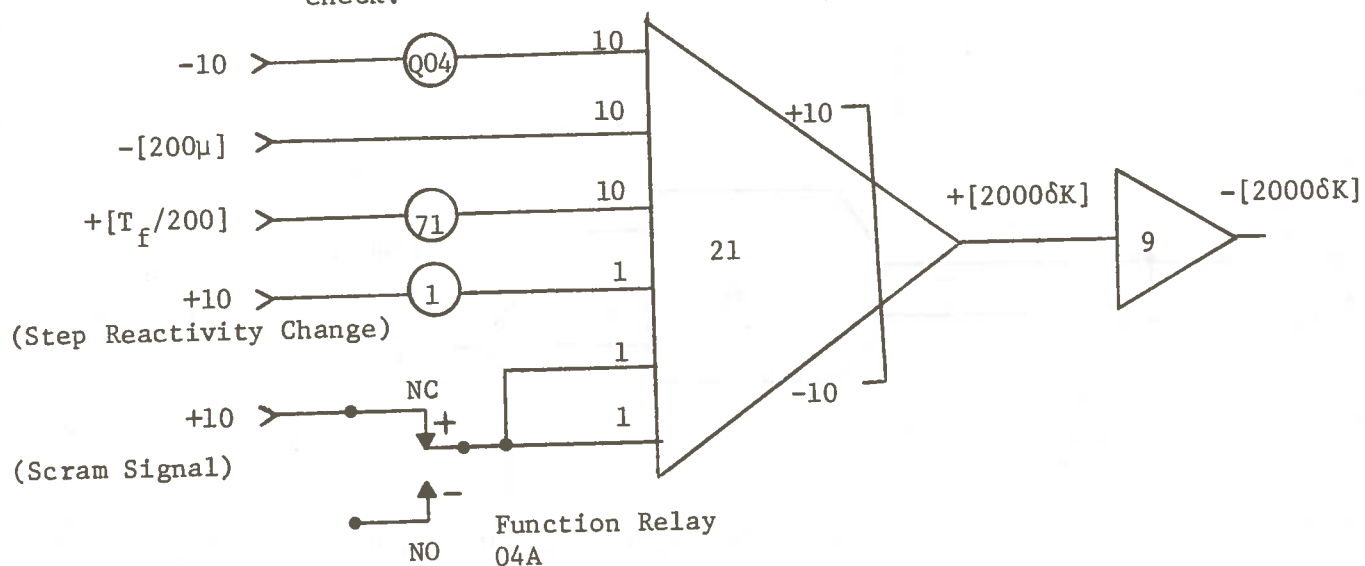 check.
-10
Q04
10
-[200μ]
10
+[T_f/200]
71
10
+10
1
1
(Step Reactivity Change)
+10
NC
+
1
1
(Scram Signal)
-
NO
Function Relay
04A
21
+10
-10
+[2000δK]
9
-[2000δK]